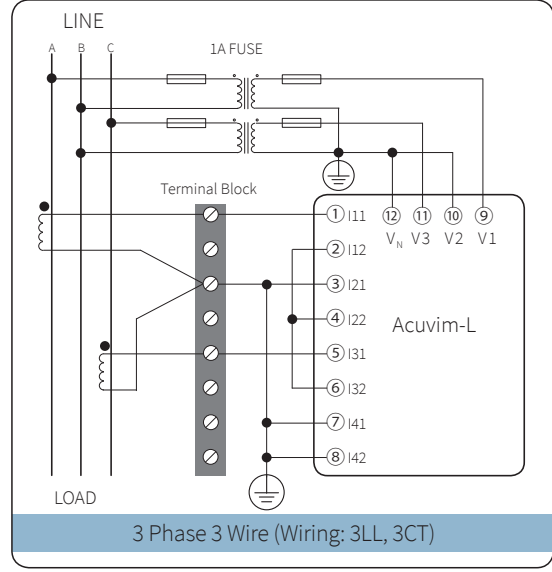 LINE
A B C
1A FUSE
Terminal Block
12 11 10 9
V_N V3 V2 V1
1 I11
2 I12
3 I21
4 I22
5 I31
6 I32
7 I41
8 I42
Acuvim-L
LOAD
3 Phase 3 Wire (Wiring: 3LL, 3CT)